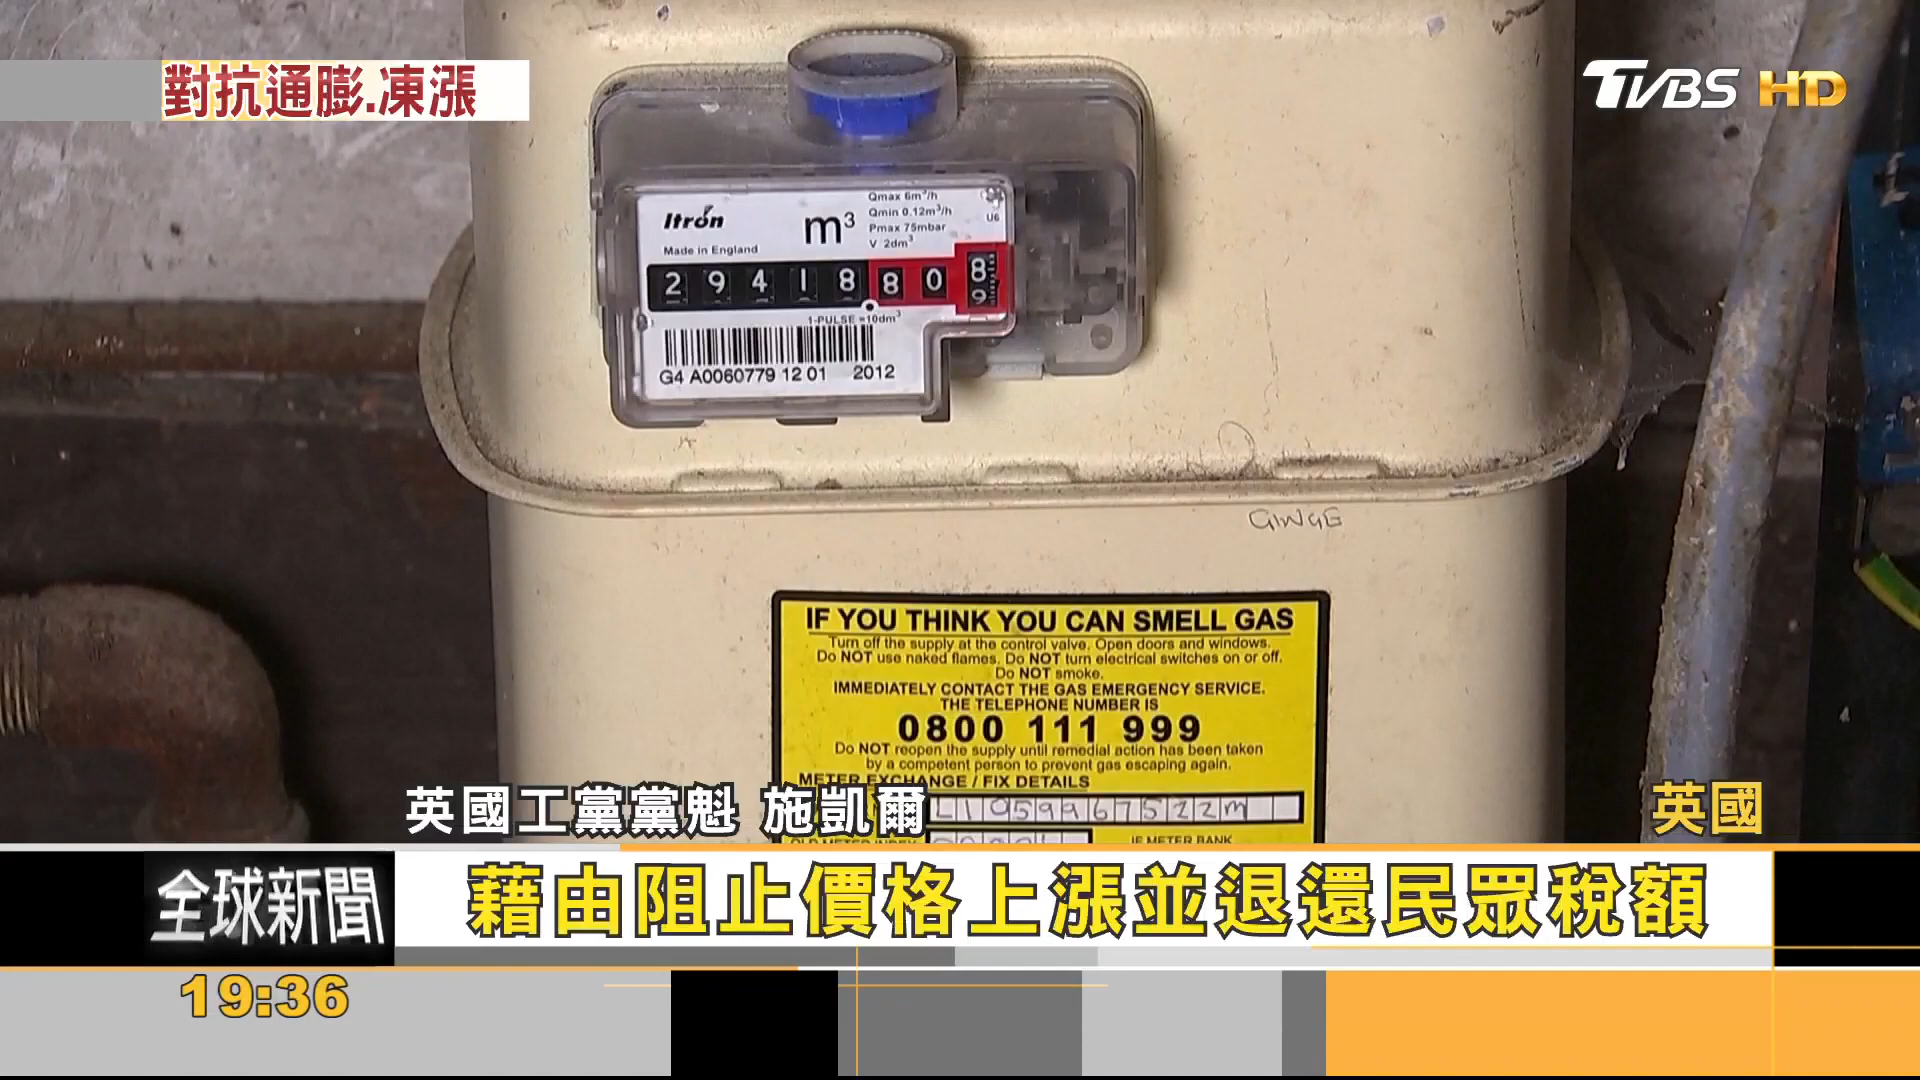 對抗通膨.凍漲
TVBS HD
Itron
Made in England
m³
Qmax 6m³/h
Qmin 0.12m³/h
Pmax 75mbar
V 2dm³
U6
2 9 4 1 8 8 0 8
9
1-PULSE =10dm³
G4 A0060779 12 01 2012
GINGE
IF YOU THINK YOU CAN SMELL GAS
Turn off the supply at the control valve. Open doors and windows.
Do NOT use naked flames. Do NOT turn electrical switches on or off.
Do NOT smoke.
IMMEDIATELY CONTACT THE GAS EMERGENCY SERVICE.
THE TELEPHONE NUMBER IS
0800 111 999
Do NOT reopen the supply until remedial action has been taken
by a competent person to prevent gas escaping again.
METER EXCHANGE / FIX DETAILS
L1059967522M
IF METER BANK
英國工黨黨魁 施凱爾
英國
全球新聞
藉由阻止價格上漲並退還民眾稅額
19:36